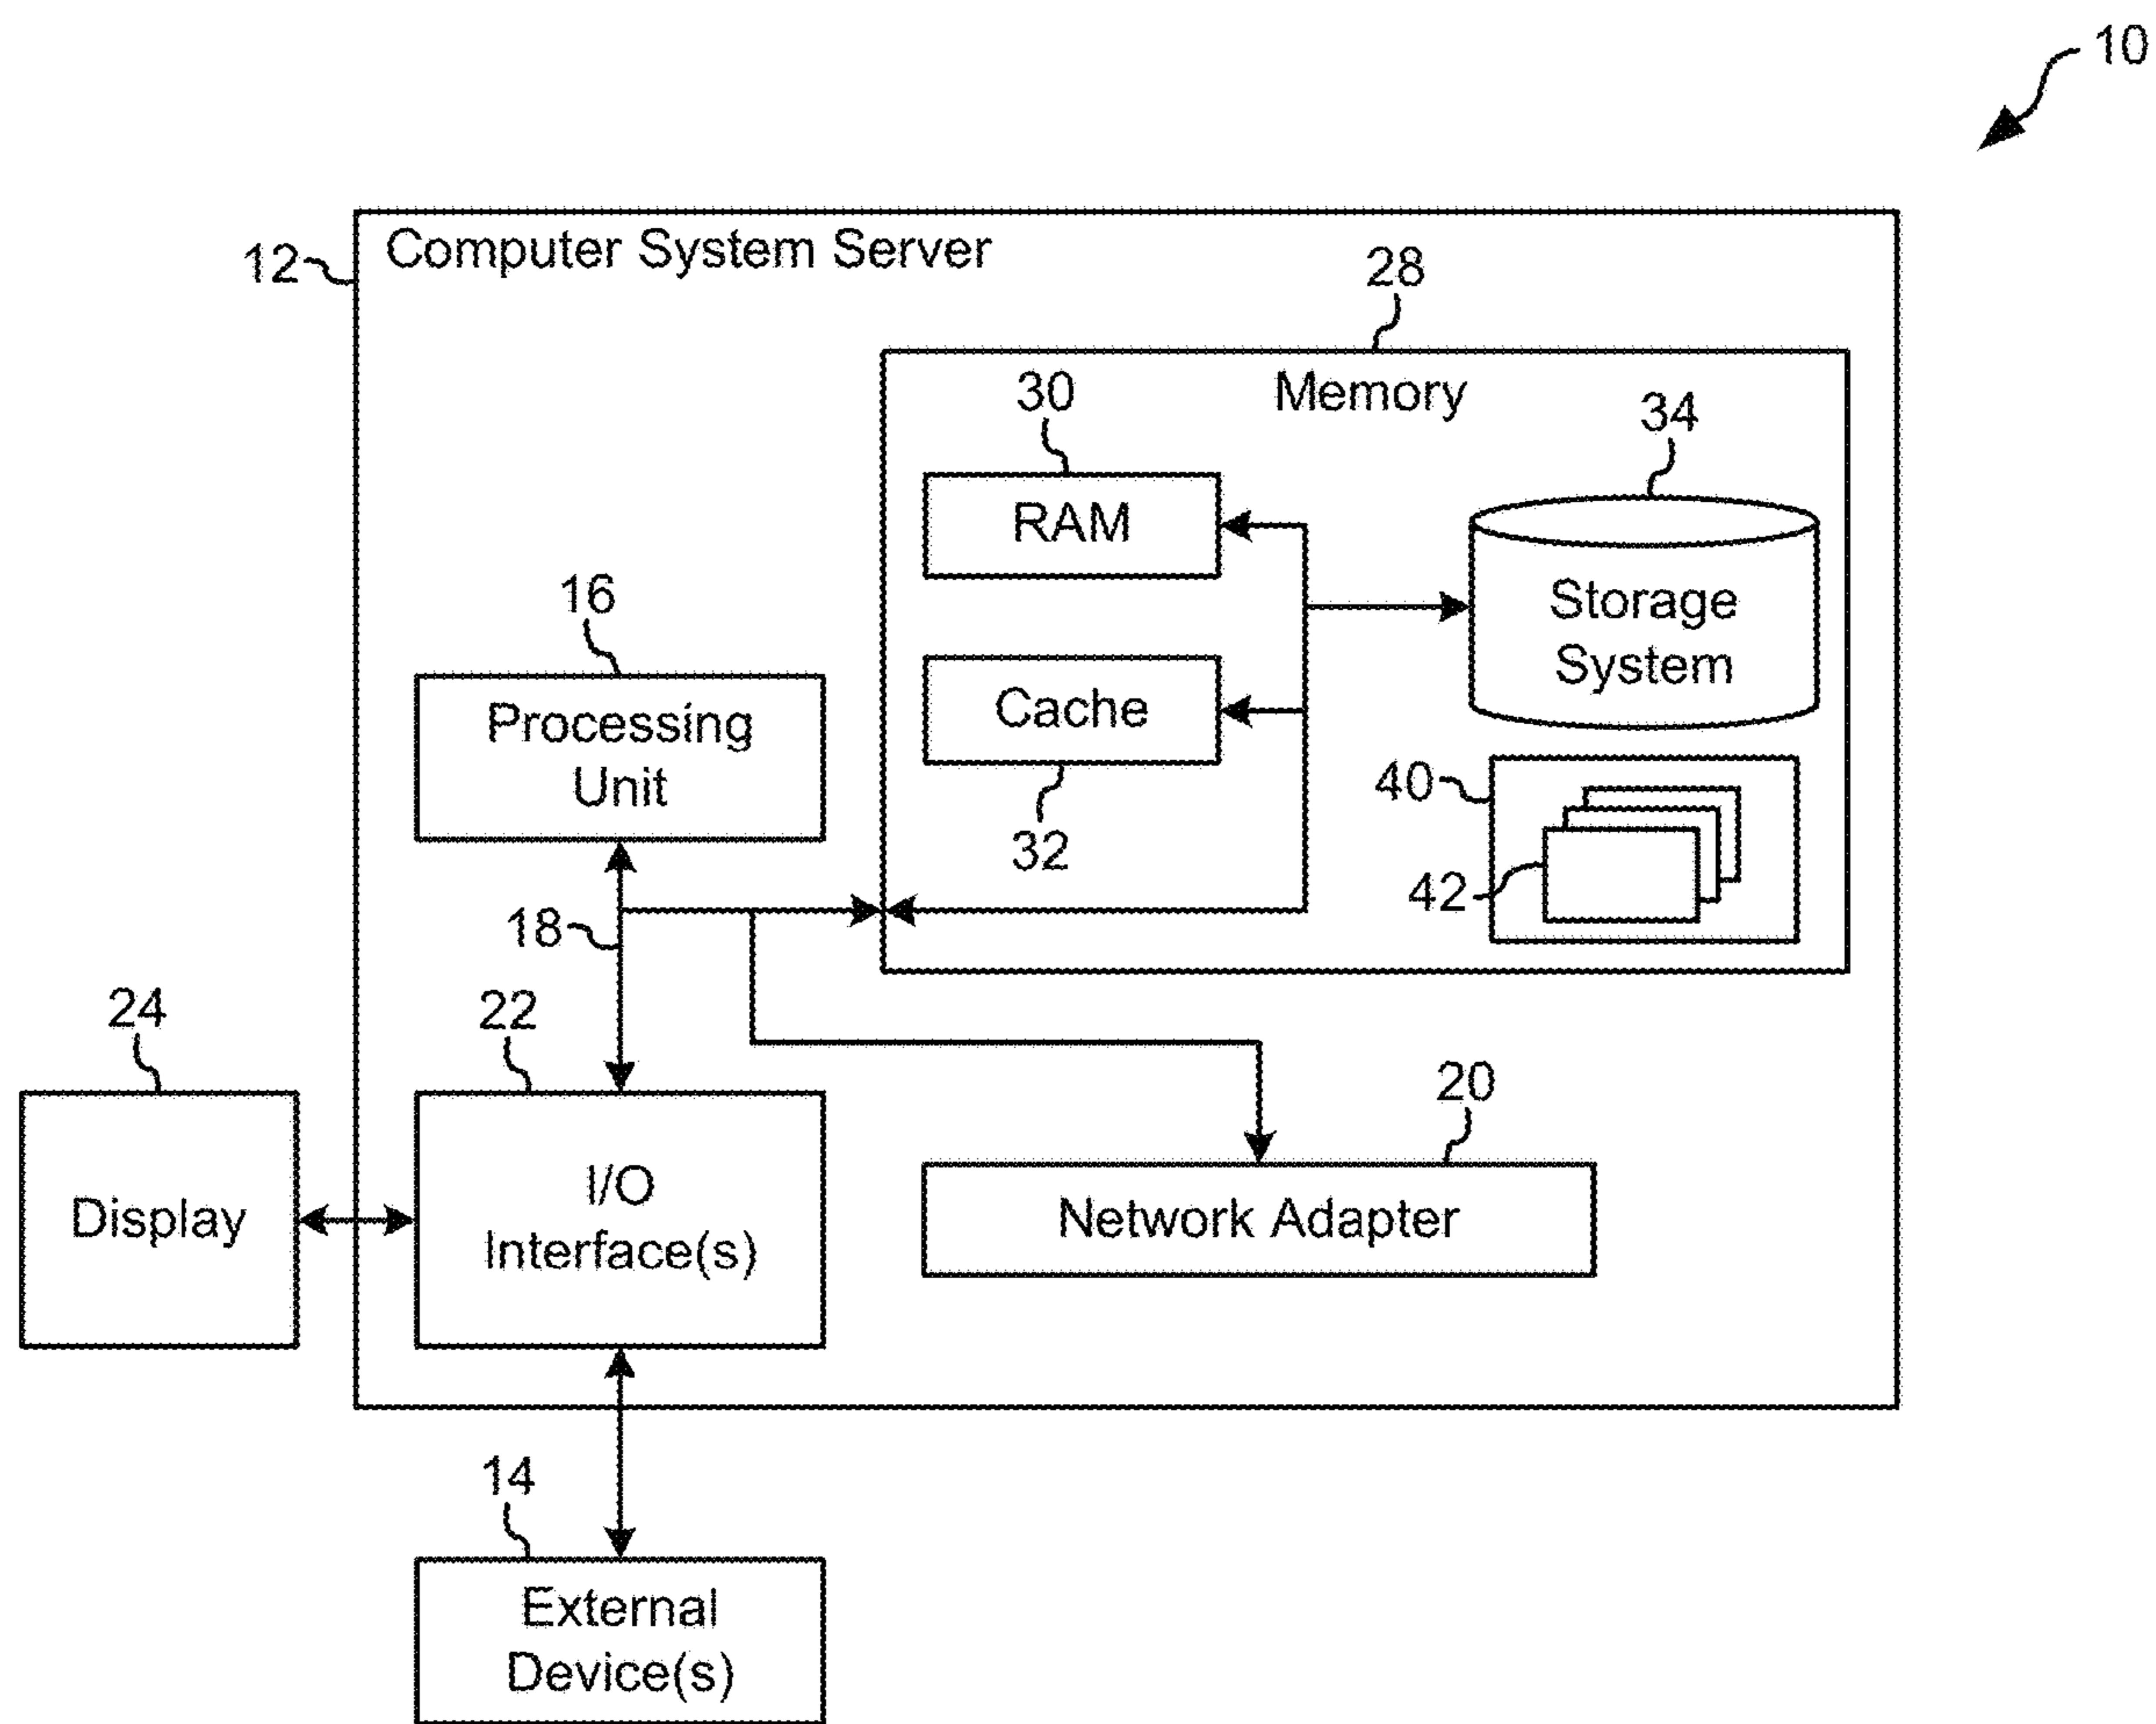 10
12
Computer System Server
28
Memory
30
RAM
34
Storage
System
16
Processing
Unit
Cache
32
40
42
18
24
22
20
Display
I/O
Interface(s)
Network Adapter
14
External
Device(s)